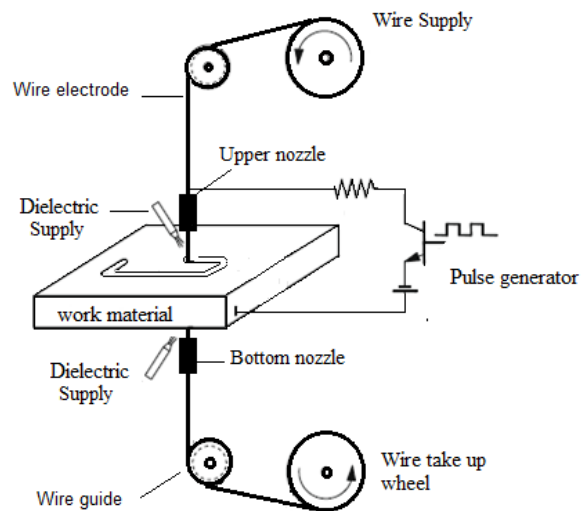 Wire Supply
Wire electrode
Upper nozzle
Dielectric
Supply
Pulse generator
work material
Bottom nozzle
Dielectric
Supply
Wire take up
wheel
Wire guide